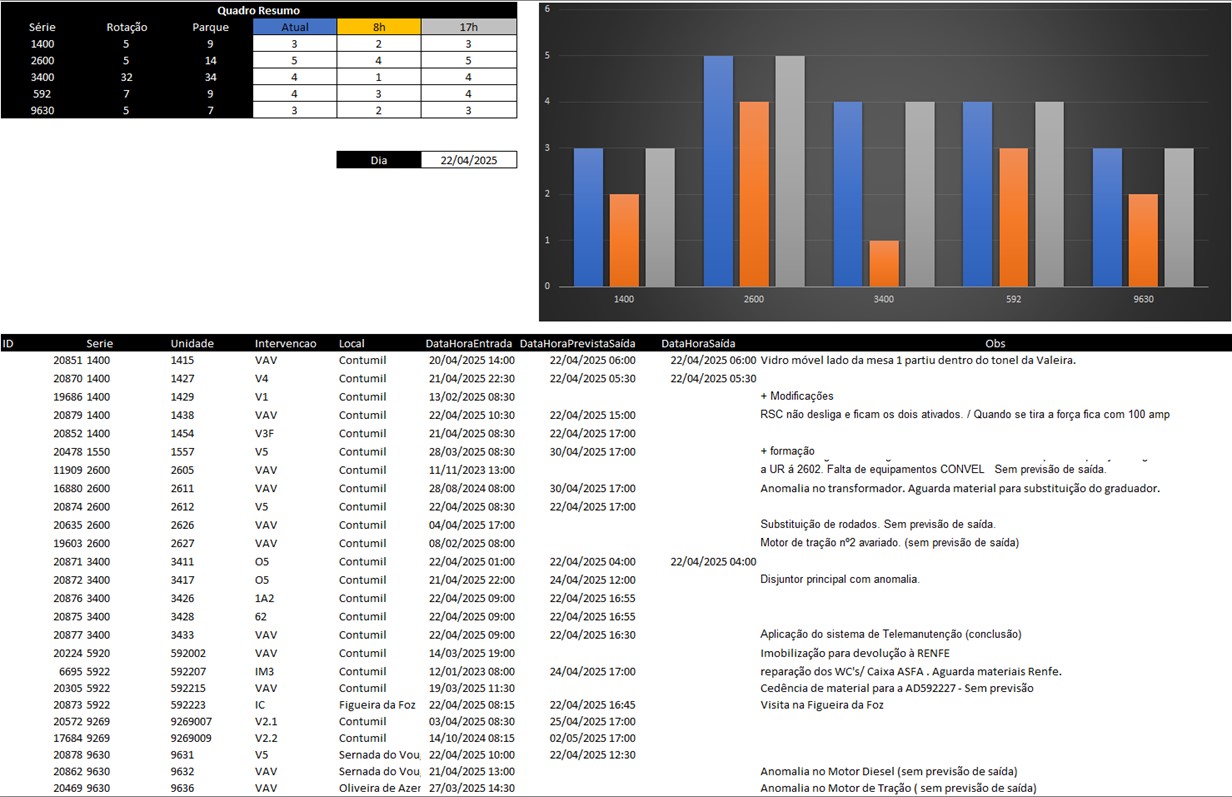 Quadro Resumo
Série Rotação Parque Atual 8h 17h
1400 5 9 3 2 3
2600 5 14 5 4 5
3400 32 34 4 1 4
592 7 9 4 3 4
9630 5 7 3 2 3
Dia 22/04/2025
6
5
4
3
2
1
0
1400 2600 3400 592 9630
ID Serie Unidade Intervencao Local DataHoraEntrada DataHoraPrevistaSaída DataHoraSaída Obs
20851 1400 1415 VAV Contumil 20/04/2025 14:00 22/04/2025 06:00 22/04/2025 06:00 Vidro móvel lado da mesa 1 partiu dentro do tonel da Valeira.
20870 1400 1427 V4 Contumil 21/04/2025 22:30 22/04/2025 05:30 22/04/2025 05:30
19686 1400 1429 V1 Contumil 13/02/2025 08:30 + Modificações
20879 1400 1438 VAV Contumil 22/04/2025 10:30 22/04/2025 15:00 RSC não desliga e ficam os dois ativados. / Quando se tira a força fica com 100 amp
20852 1400 1454 V3F Contumil 21/04/2025 08:30 22/04/2025 17:00
20478 1550 1557 V5 Contumil 28/03/2025 08:30 30/04/2025 17:00 + formação
11909 2600 2605 VAV Contumil 11/11/2023 13:00 a UR á 2602. Falta de equipamentos CONVEL Sem previsão de saída.
16880 2600 2611 VAV Contumil 28/08/2024 08:00 30/04/2025 17:00 Anomalia no transformador. Aguarda material para substituição do graduador.
20874 2600 2612 V5 Contumil 22/04/2025 08:30 22/04/2025 17:00
20635 2600 2626 VAV Contumil 04/04/2025 17:00 Substituição de rodados. Sem previsão de saída.
19603 2600 2627 VAV Contumil 08/02/2025 08:00 Motor de tração nº2 avariado. (sem previsão de saída)
20871 3400 3411 O5 Contumil 22/04/2025 01:00 22/04/2025 04:00 22/04/2025 04:00
20872 3400 3417 O5 Contumil 21/04/2025 22:00 24/04/2025 12:00 Disjuntor principal com anomalia.
20876 3400 3426 1A2 Contumil 22/04/2025 09:00 22/04/2025 16:55
20875 3400 3428 62 Contumil 22/04/2025 09:00 22/04/2025 16:55
20877 3400 3433 VAV Contumil 22/04/2025 09:00 22/04/2025 16:30 Aplicação do sistema de Telemanutenção (conclusão)
20224 5920 592002 VAV Contumil 14/03/2025 19:00 Imobilização para devolução à RENFE
6695 5922 592207 IM3 Contumil 12/01/2023 08:00 24/04/2025 17:00 reparação dos WC's/ Caixa ASFA . Aguarda materiais Renfe.
20305 5922 592215 VAV Contumil 19/03/2025 11:30 Cedência de material para a AD592227 - Sem previsão
20873 5922 592223 IC Figueira da Foz 22/04/2025 08:15 22/04/2025 16:45 Visita na Figueira da Foz
20572 9269 9269007 V2.1 Contumil 03/04/2025 08:30 25/04/2025 17:00
17684 9269 9269009 V2.2 Contumil 14/10/2024 08:15 02/05/2025 17:00
20878 9630 9631 V5 Sernada do Vou 22/04/2025 10:00 22/04/2025 12:30
20862 9630 9632 VAV Sernada do Vou 21/04/2025 13:00 Anomalia no Motor Diesel (sem previsão de saída)
20469 9630 9636 VAV Oliveira de Azer 27/03/2025 14:30 Anomalia no Motor de Tração ( sem previsão de saída)